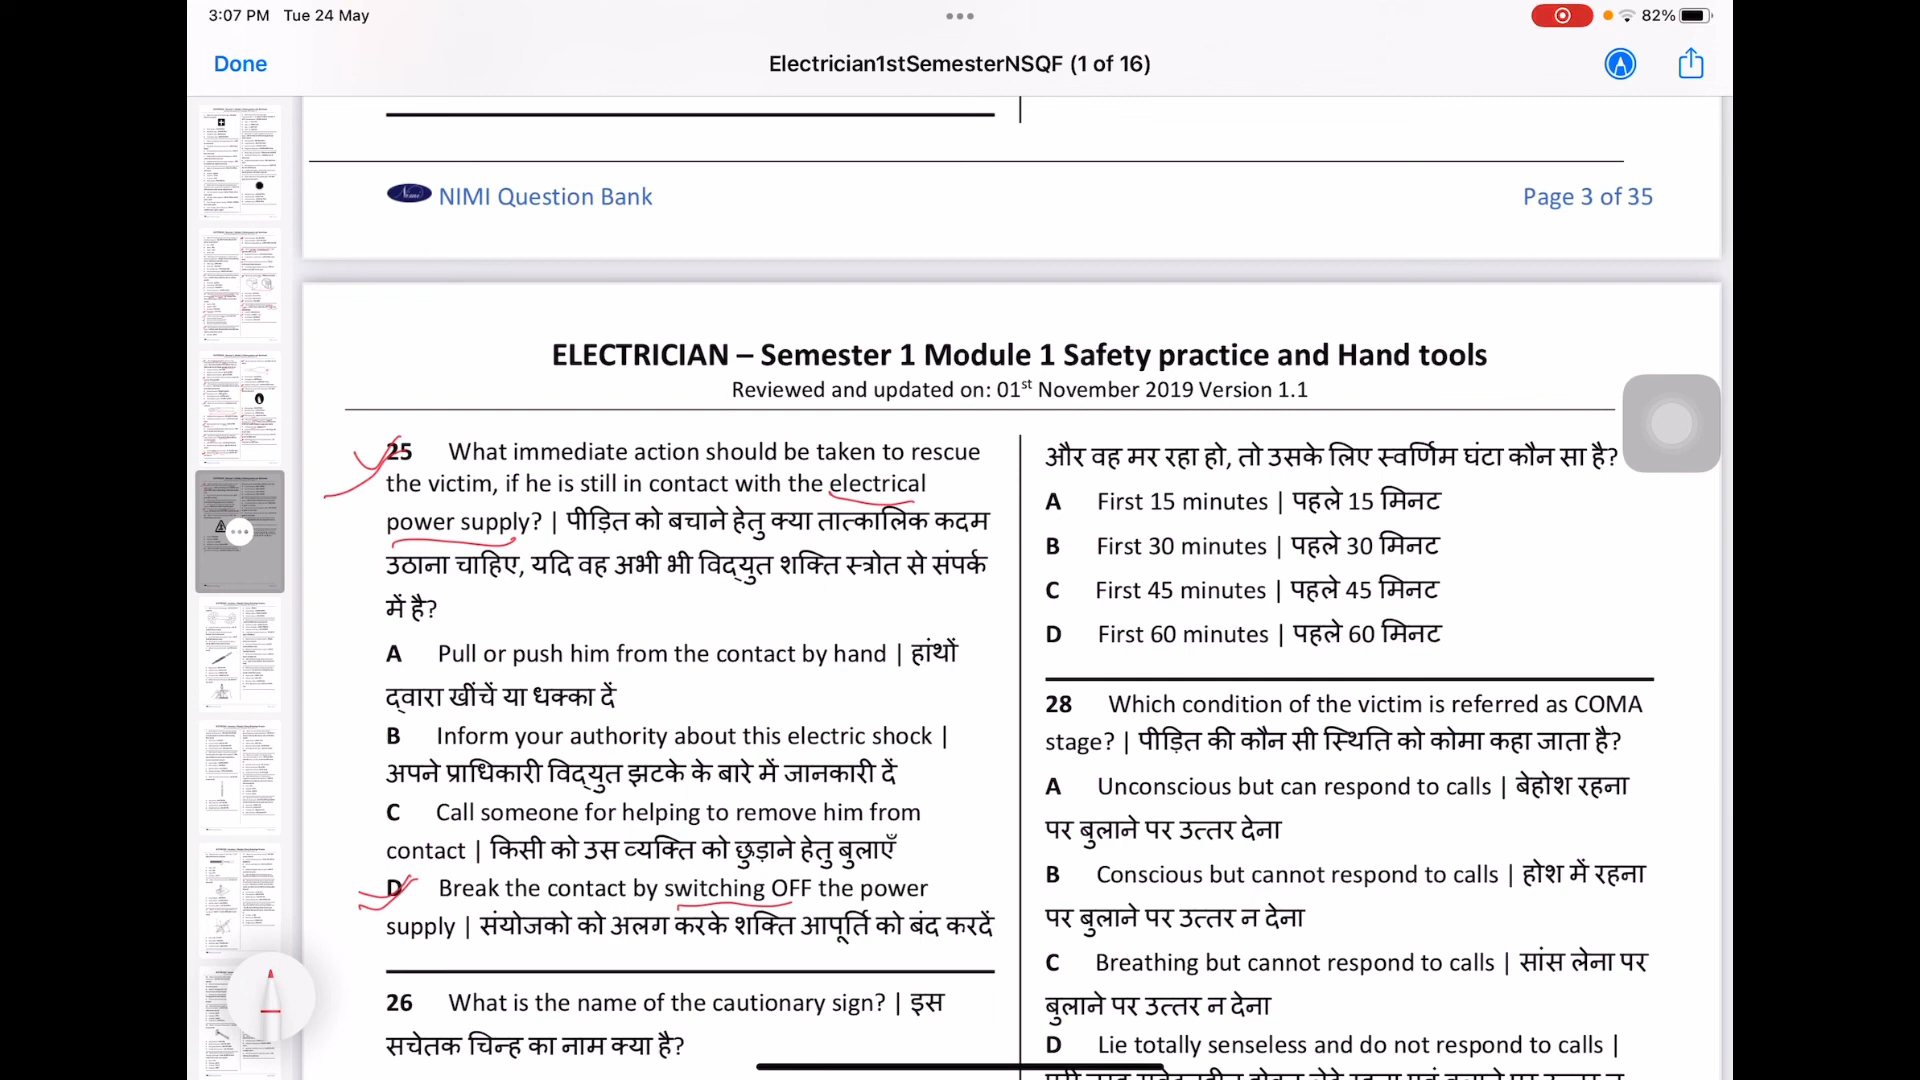 3:07 PM Tue 24 May
82%
Done
Electrician1stSemesterNSQF (1 of 16)
NIMI Question Bank
Page 3 of 35
ELECTRICIAN – Semester 1 Module 1 Safety practice and Hand tools
Reviewed and updated on: 01st November 2019 Version 1.1
25 What immediate action should be taken to rescue
the victim, if he is still in contact with the electrical
power supply? | पीड़ित को बचाने हेतु क्या तात्कालिक कदम
उठाना चाहिए, यदि वह अभी भी विद्युत शक्ति स्त्रोत से संपर्क
में है?
A Pull or push him from the contact by hand | हांथों
द्वारा खींचें या धक्का दें
B Inform your authority about this electric shock |
अपने प्राधिकारी विद्युत झटके के बारे में जानकारी दें
C Call someone for helping to remove him from
contact | किसी को उस व्यक्ति को छुड़ाने हेतु बुलाएँ
D Break the contact by switching OFF the power
supply | संयोजको को अलग करके शक्ति आपूर्ति को बंद करदें
26 What is the name of the cautionary sign? | इस
सचेतक चिन्ह का नाम क्या है?
और वह मर रहा हो, तो उसके लिए स्वर्णिम घंटा कौन सा है?
A First 15 minutes | पहले 15 मिनट
B First 30 minutes | पहले 30 मिनट
C First 45 minutes | पहले 45 मिनट
D First 60 minutes | पहले 60 मिनट
28 Which condition of the victim is referred as COMA
stage? | पीड़ित की कौन सी स्थिति को कोमा कहा जाता है?
A Unconscious but can respond to calls | बेहोश रहना
पर बुलाने पर उत्तर देना
B Conscious but cannot respond to calls | होश में रहना
पर बुलाने पर उत्तर न देना
C Breathing but cannot respond to calls | सांस लेना पर
बुलाने पर उत्तर न देना
D Lie totally senseless and do not respond to calls |